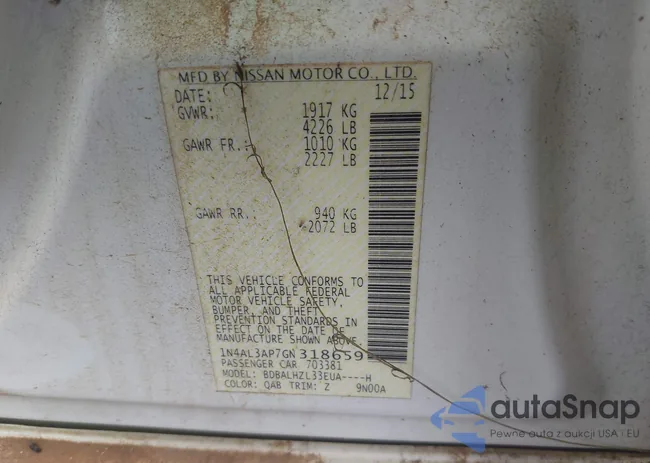 MFD BY NISSAN MOTOR CO., LTD.
DATE: 12/15
GVWR: 1917 KG
4226 LB
GAWR FR.: 1010 KG
2227 LB
GAWR RR.: 940 KG
2072 LB
THIS VEHICLE CONFORMS TO
ALL APPLICABLE FEDERAL
MOTOR VEHICLE SAFETY,
BUMPER, AND THEFT
PREVENTION STANDARDS IN
EFFECT ON THE DATE OF
MANUFACTURE SHOWN ABOVE.
1N4AL3AP7GN318659
PASSENGER CAR 703381
MODEL: BDBALHZL33EUA----H
COLOR: QAB TRIM: Z 9N00A
autaSnap
Pewne auta z aukcji USA i EU